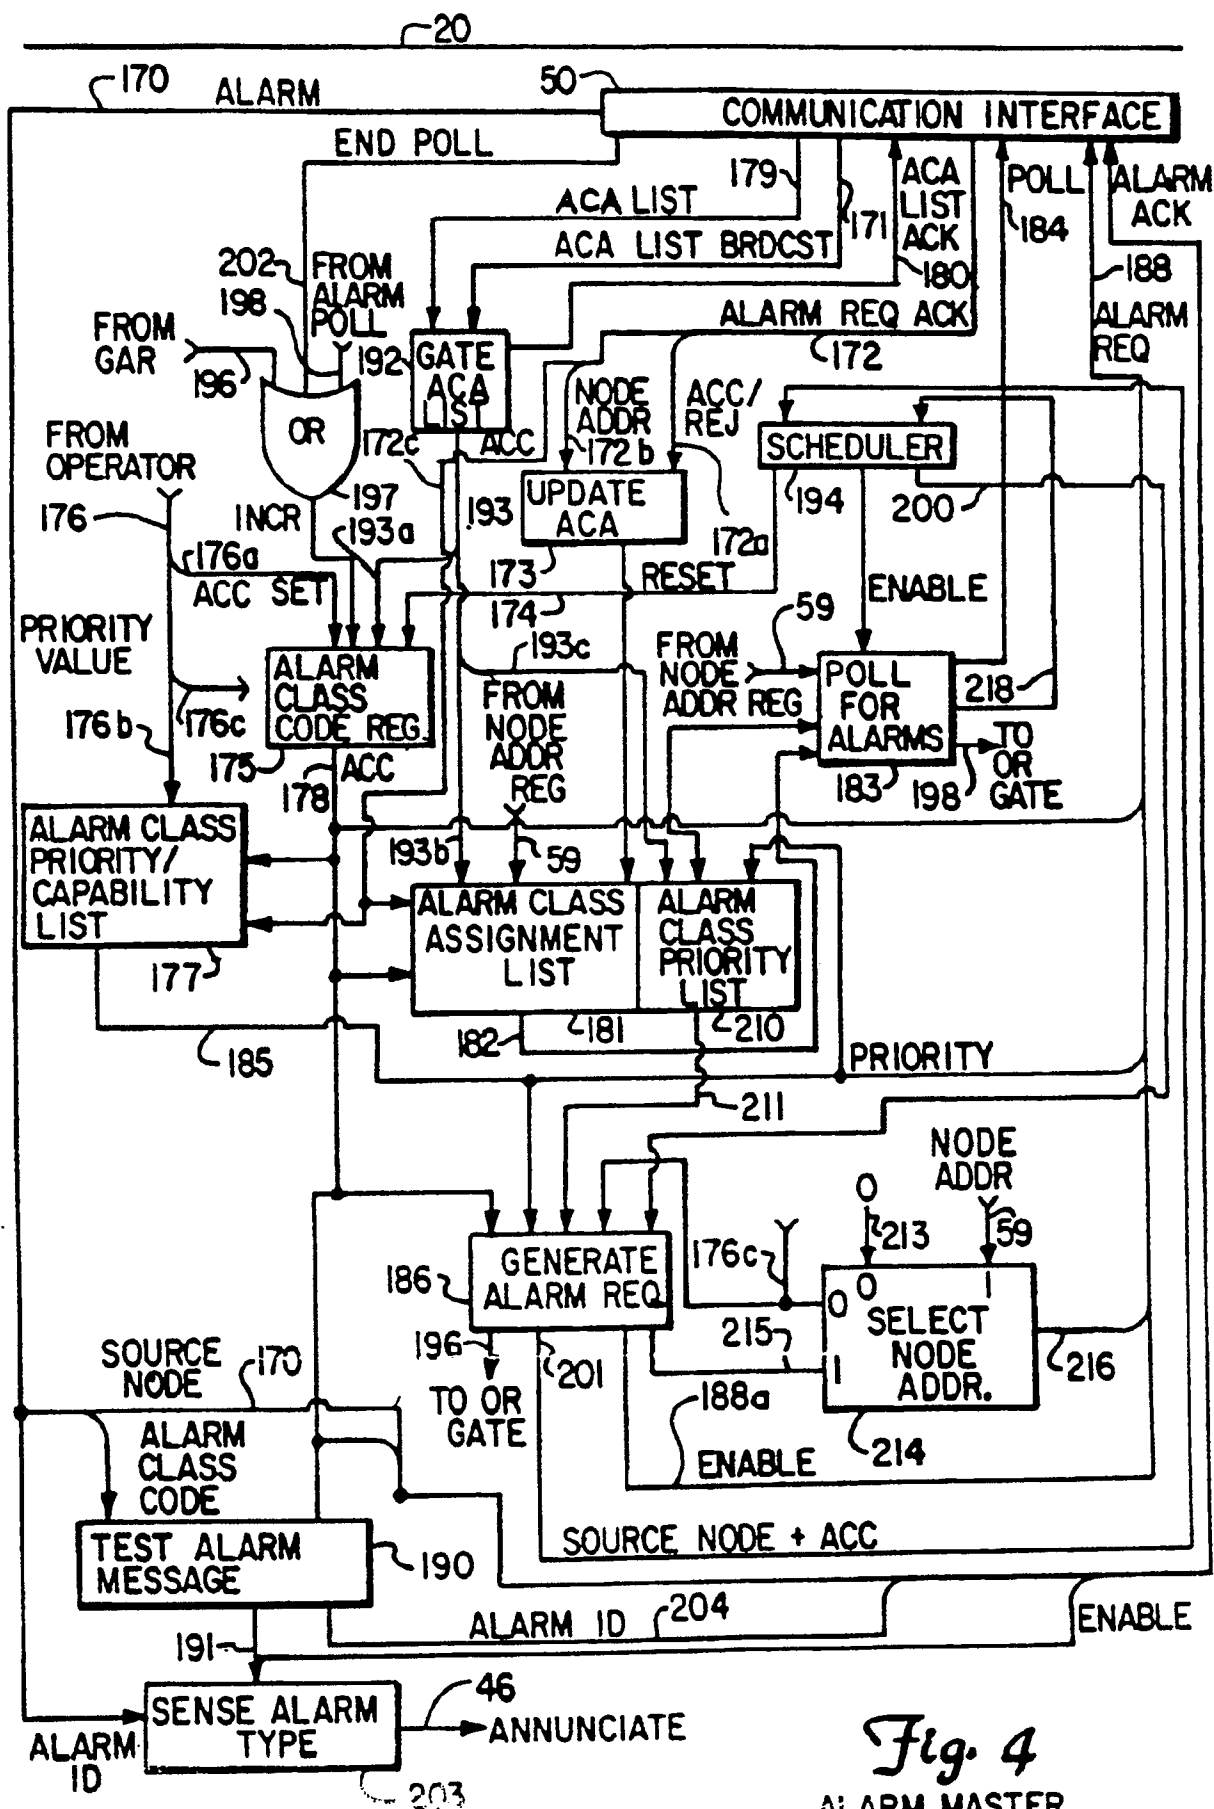 20
170
ALARM
50
COMMUNICATION INTERFACE
END POLL
179
ACA LIST
171
ACA
LIST
ACK
180
POLL
184
ALARM
ACK
188
ACA LIST BRDCST
202
FROM
ALARM
POLL
198
ALARM REQ ACK
172
ALARM
REQ
FROM
GAR
196
192
GATE
ACA
LIST
OR
NODE
ADDR
172b
ACC/
REJ
SCHEDULER
194
200
FROM
OPERATOR
172c
ACC
197
176
INCR
193a
193
UPDATE
ACA
172a
173
176a
ACC SET
RESET
174
ENABLE
PRIORITY
VALUE
59
193c
FROM
NODE
ADDR REG
ALARM
CLASS
CODE REG.
FROM
NODE
ADDR
REG
POLL
FOR
ALARMS
218
176b
176c
175
178
ACC
183
198
TO
OR
GATE
ALARM CLASS
PRIORITY/
CAPABILITY
LIST
193b
59
ALARM CLASS
ASSIGNMENT
LIST
ALARM
CLASS
PRIORITY
LIST
177
182
181
210
185
PRIORITY
211
NODE
ADDR
0
213
59
186
GENERATE
ALARM REQ
176c
0
1
0
SELECT
NODE
ADDR.
1
215
216
196
201
188a
SOURCE
NODE
170
TO OR
GATE
214
ALARM
CLASS
CODE
ENABLE
TEST ALARM
MESSAGE
190
SOURCE NODE + ACC
ALARM ID
204
ENABLE
191
SENSE ALARM
TYPE
46
ANNUNCIATE
ALARM
ID
203
Fig. 4
ALARM MASTER